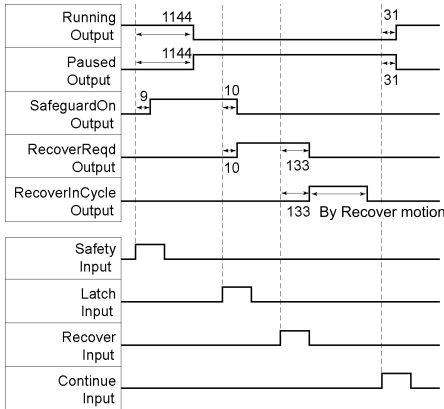 Running
Output
1144
31
Paused
Output
1144
31
SafeguardOn
Output
9
10
RecoverReqd
Output
10
133
RecoverInCycle
Output
133
By Recover motion
Safety
Input
Latch
Input
Recover
Input
Continue
Input